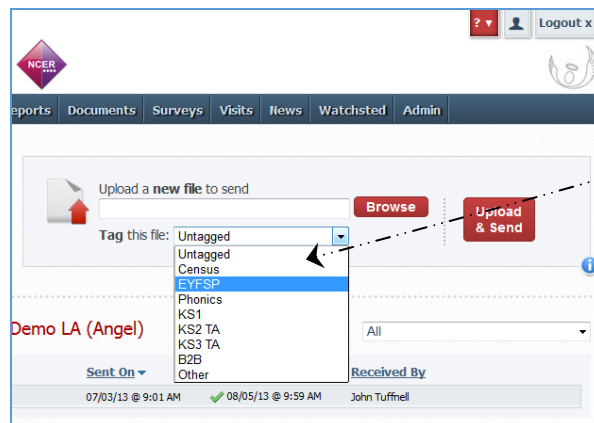 ? ▾ Logout x
NCER
eports Documents Surveys Visits News Watchsted Admin
Upload a new file to send
Browse
Upload
& Send
Tag this file: Untagged
Untagged
Census
EYFSP
Phonics
KS1
KS2 TA
KS3 TA
B2B
Other
i
Demo LA (Angel) All
Sent On Received By
07/03/13 @ 9:01 AM 08/05/13 @ 9:59 AM John Tuffnell